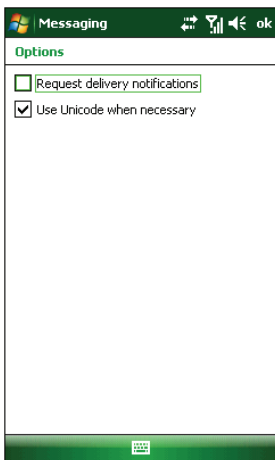 Messaging
ok
Options
Request delivery notifications
Use Unicode when necessary